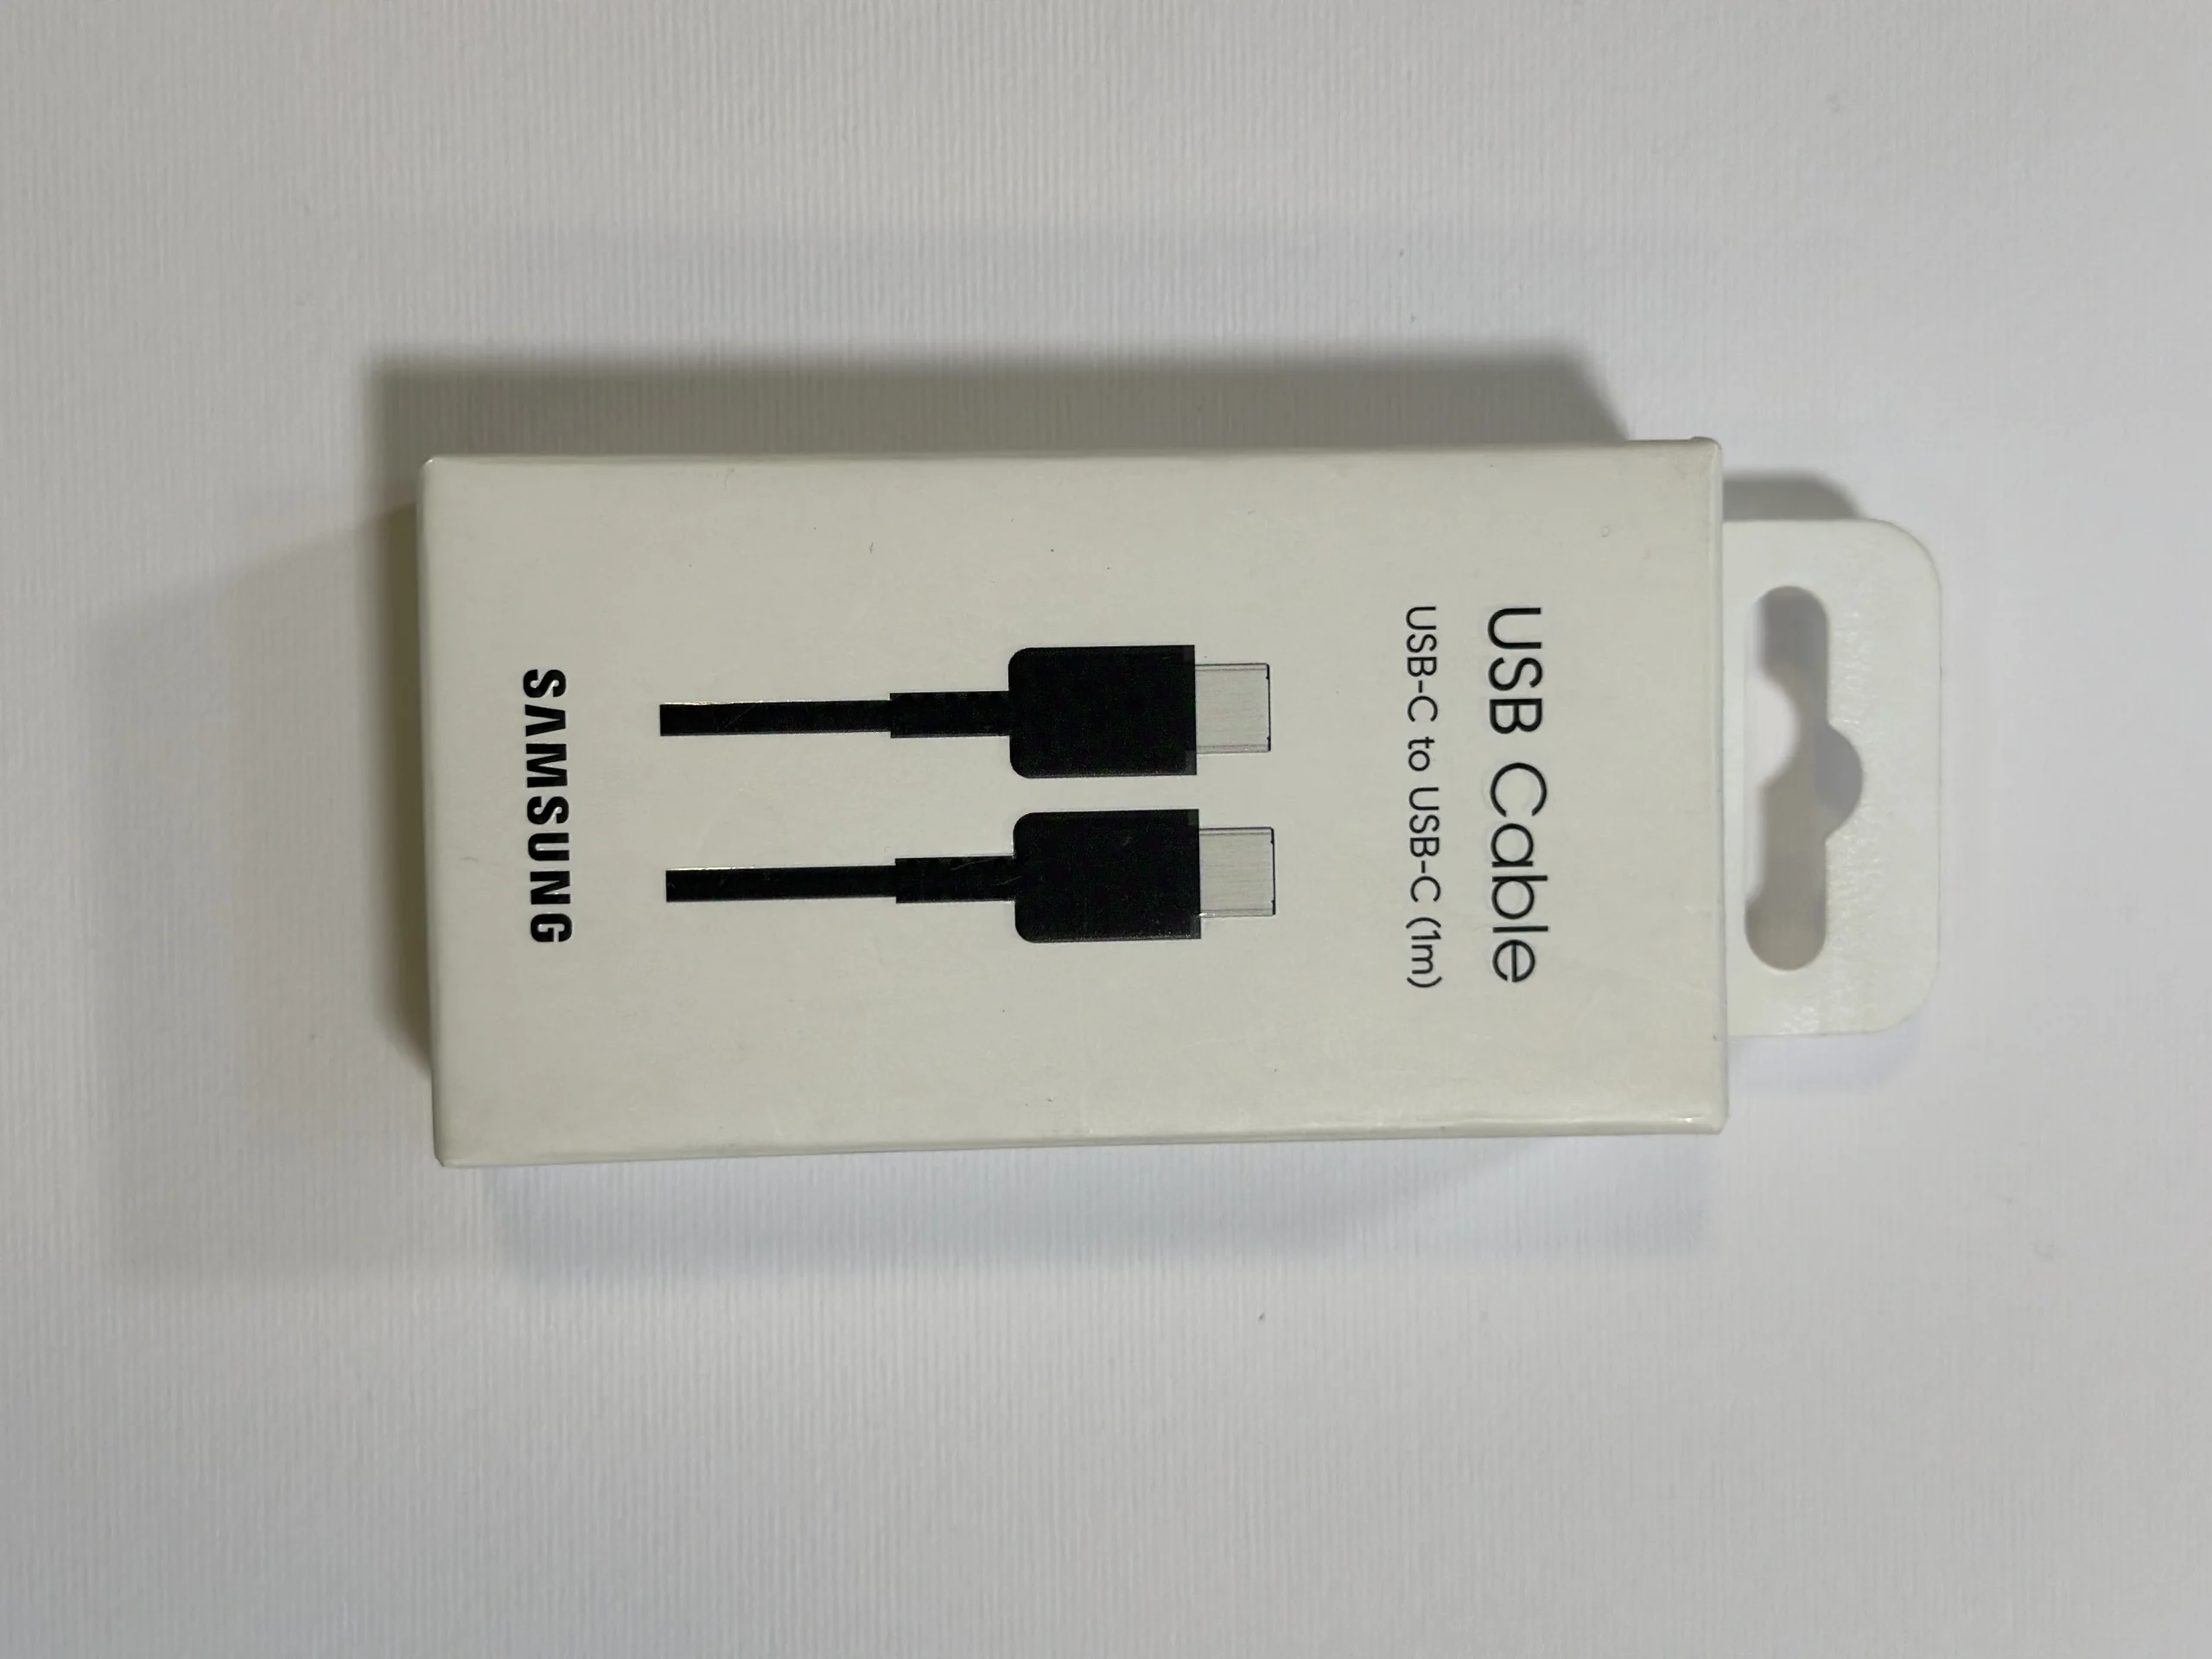 USB Cable
USB-C to USB-C (1m)
SAMSUNG